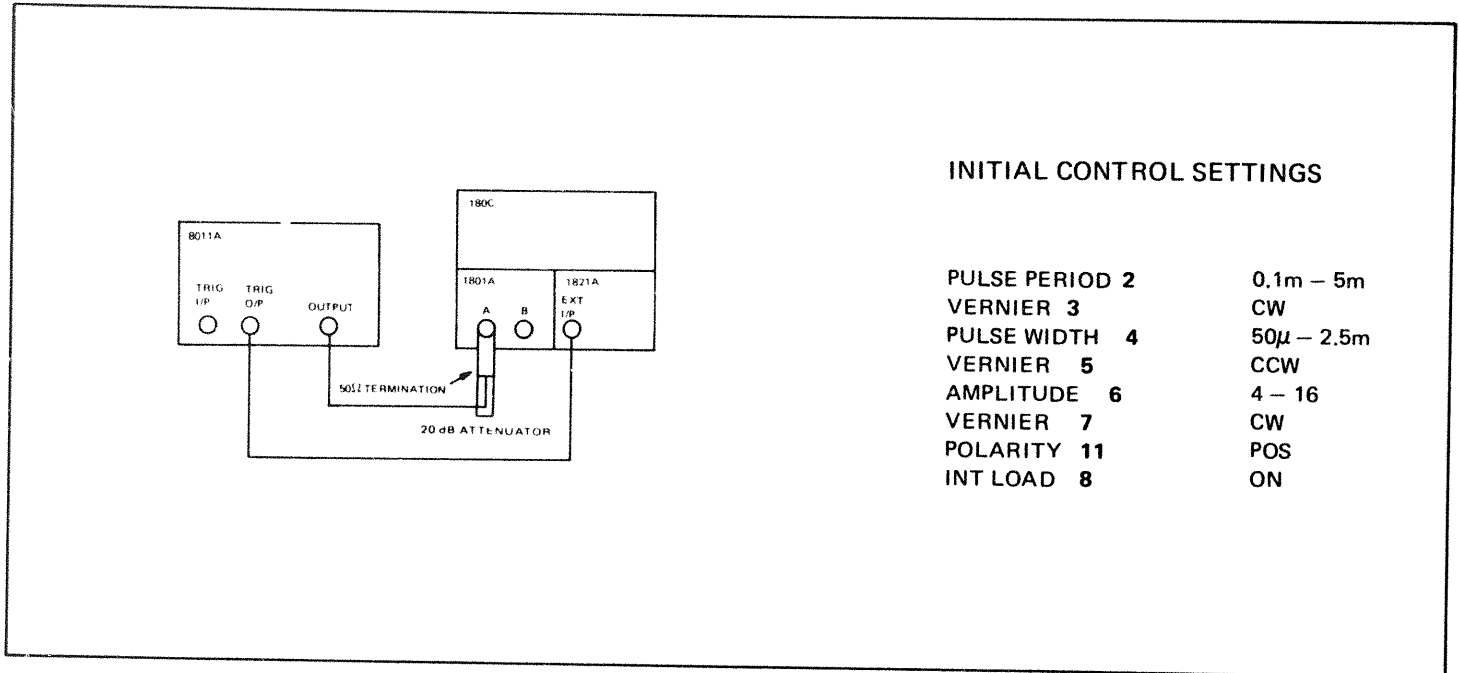 INITIAL CONTROL SETTINGS
180C
8011A
TRIG I/P
TRIG O/P
OUTPUT
1801A
A
B
1821A
EXT I/P
50Ω TERMINATION
20 dB ATTENUATOR
PULSE PERIOD 2 0.1m – 5m
VERNIER 3 CW
PULSE WIDTH 4 50μ – 2.5m
VERNIER 5 CCW
AMPLITUDE 6 4 – 16
VERNIER 7 CW
POLARITY 11 POS
INT LOAD 8 ON